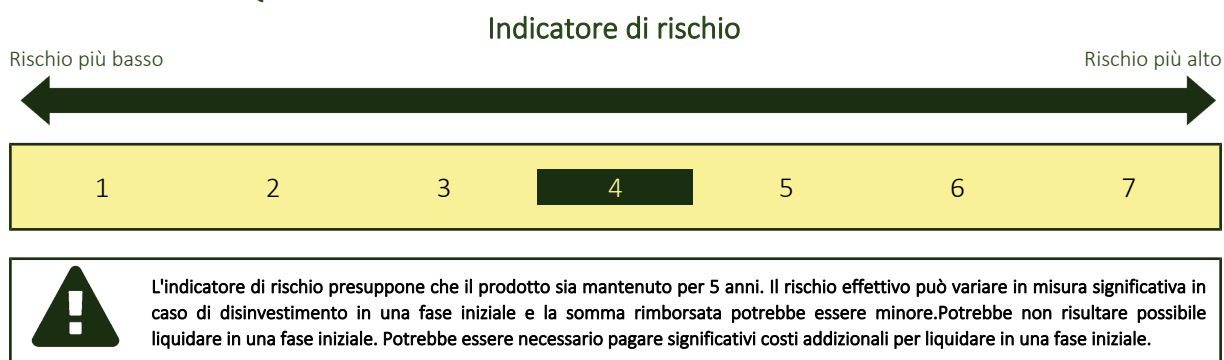 Indicatore di rischio
Rischio più basso
Rischio più alto
1 2 3 4 5 6 7
L'indicatore di rischio presuppone che il prodotto sia mantenuto per 5 anni. Il rischio effettivo può variare in misura significativa in
caso di disinvestimento in una fase iniziale e la somma rimborsata potrebbe essere minore.Potrebbe non risultare possibile
liquidare in una fase iniziale. Potrebbe essere necessario pagare significativi costi addizionali per liquidare in una fase iniziale.